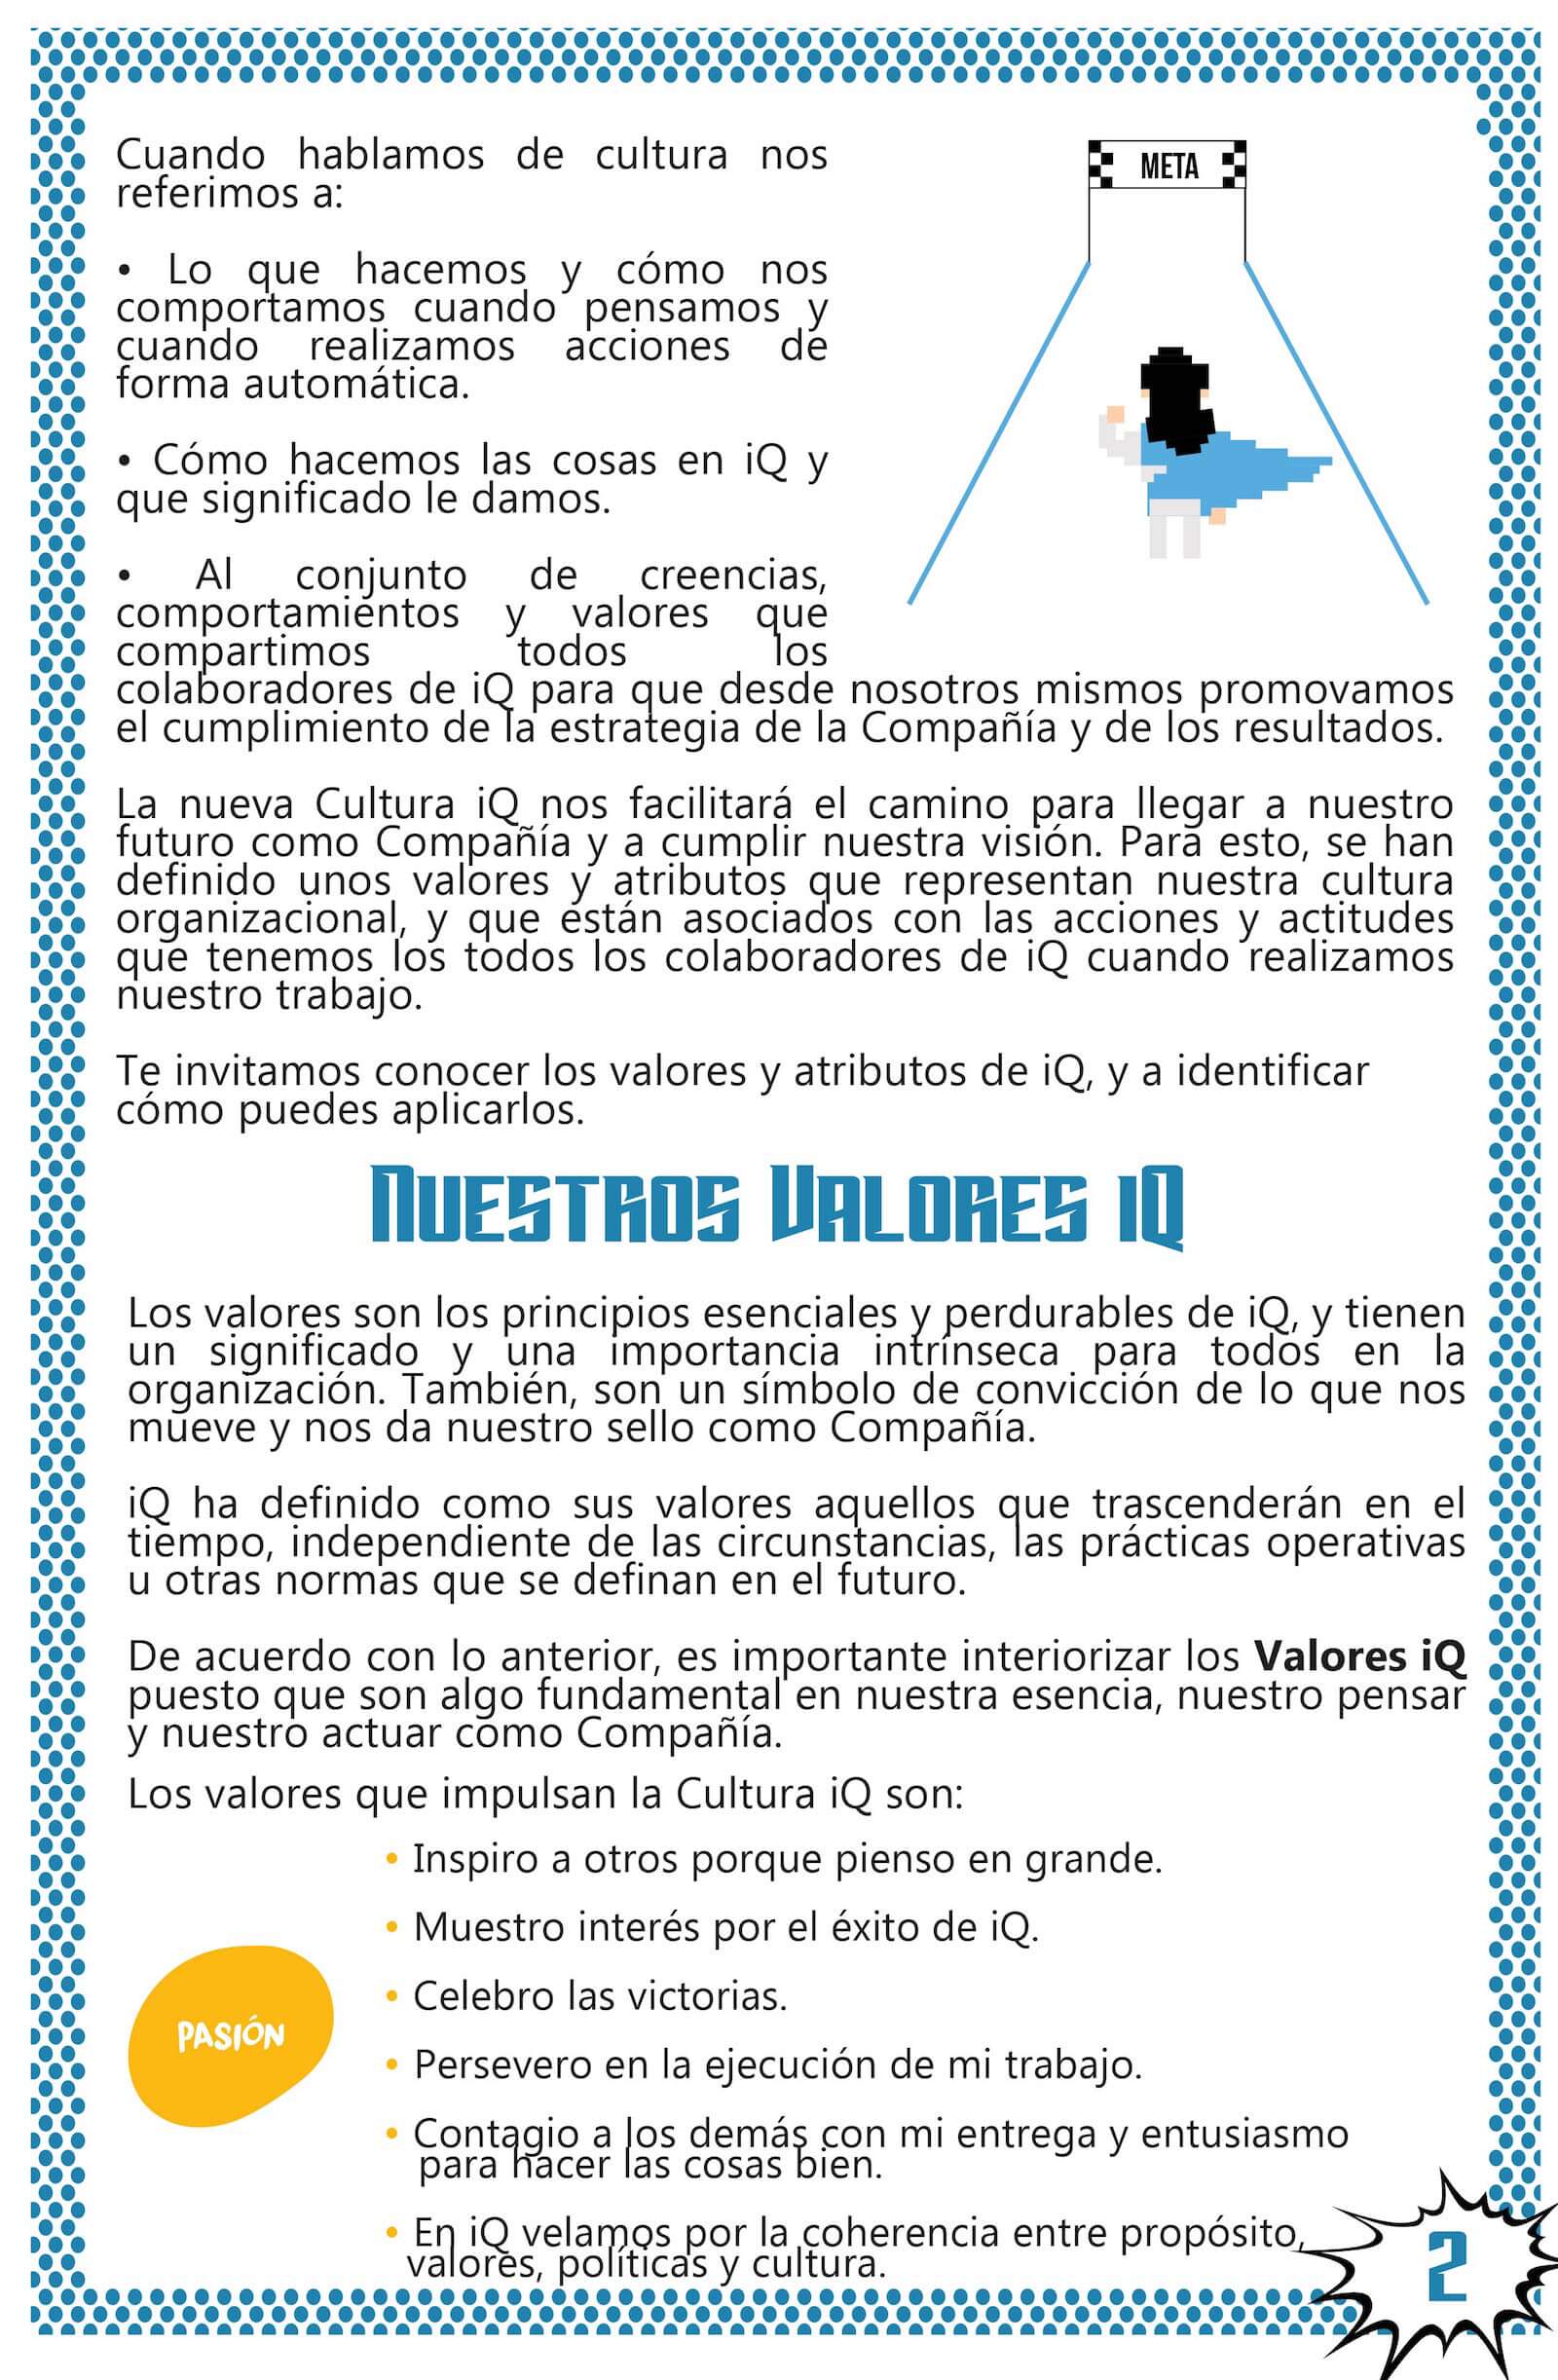 Cuando hablamos de cultura nos
referimos a:
• Lo que hacemos y cómo nos
comportamos cuando pensamos y
cuando realizamos acciones de
forma automática.
• Cómo hacemos las cosas en iQ y
que significado le damos.
• Al conjunto de creencias,
comportamientos y valores que
compartimos todos los
colaboradores de iQ para que desde nosotros mismos promovamos
el cumplimiento de la estrategia de la Compañía y de los resultados.
META
La nueva Cultura iQ nos facilitará el camino para llegar a nuestro
futuro como Compañía y a cumplir nuestra visión. Para esto, se han
definido unos valores y atributos que representan nuestra cultura
organizacional, y que están asociados con las acciones y actitudes
que tenemos los todos los colaboradores de iQ cuando realizamos
nuestro trabajo.
Te invitamos conocer los valores y atributos de iQ, y a identificar
cómo puedes aplicarlos.
NUESTROS VALORES iQ
Los valores son los principios esenciales y perdurables de iQ, y tienen
un significado y una importancia intrínseca para todos en la
organización. También, son un símbolo de convicción de lo que nos
mueve y nos da nuestro sello como Compañía.
iQ ha definido como sus valores aquellos que trascenderán en el
tiempo, independiente de las circunstancias, las prácticas operativas
u otras normas que se definan en el futuro.
De acuerdo con lo anterior, es importante interiorizar los Valores iQ
puesto que son algo fundamental en nuestra esencia, nuestro pensar
y nuestro actuar como Compañía.
Los valores que impulsan la Cultura iQ son:
PASIÓN
• Inspiro a otros porque pienso en grande.
• Muestro interés por el éxito de iQ.
• Celebro las victorias.
• Persevero en la ejecución de mi trabajo.
• Contagio a los demás con mi entrega y entusiasmo
para hacer las cosas bien.
• En iQ velamos por la coherencia entre propósito,
valores, políticas y cultura.
2